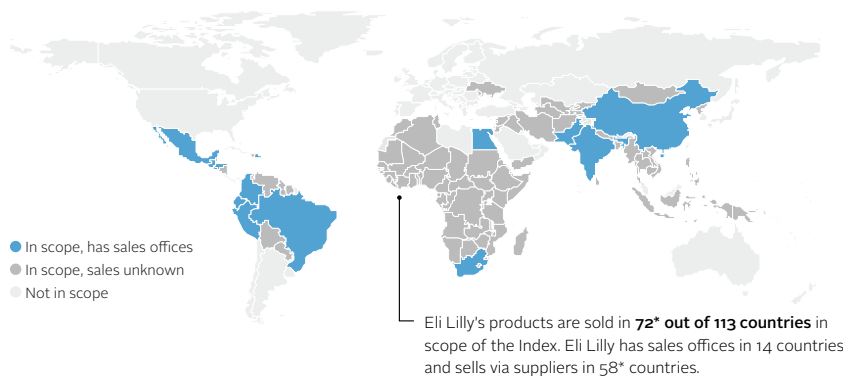 In scope, has sales offices
In scope, sales unknown
Not in scope
Eli Lilly's products are sold in 72* out of 113 countries in
scope of the Index. Eli Lilly has sales offices in 14 countries
and sells via suppliers in 58* countries.